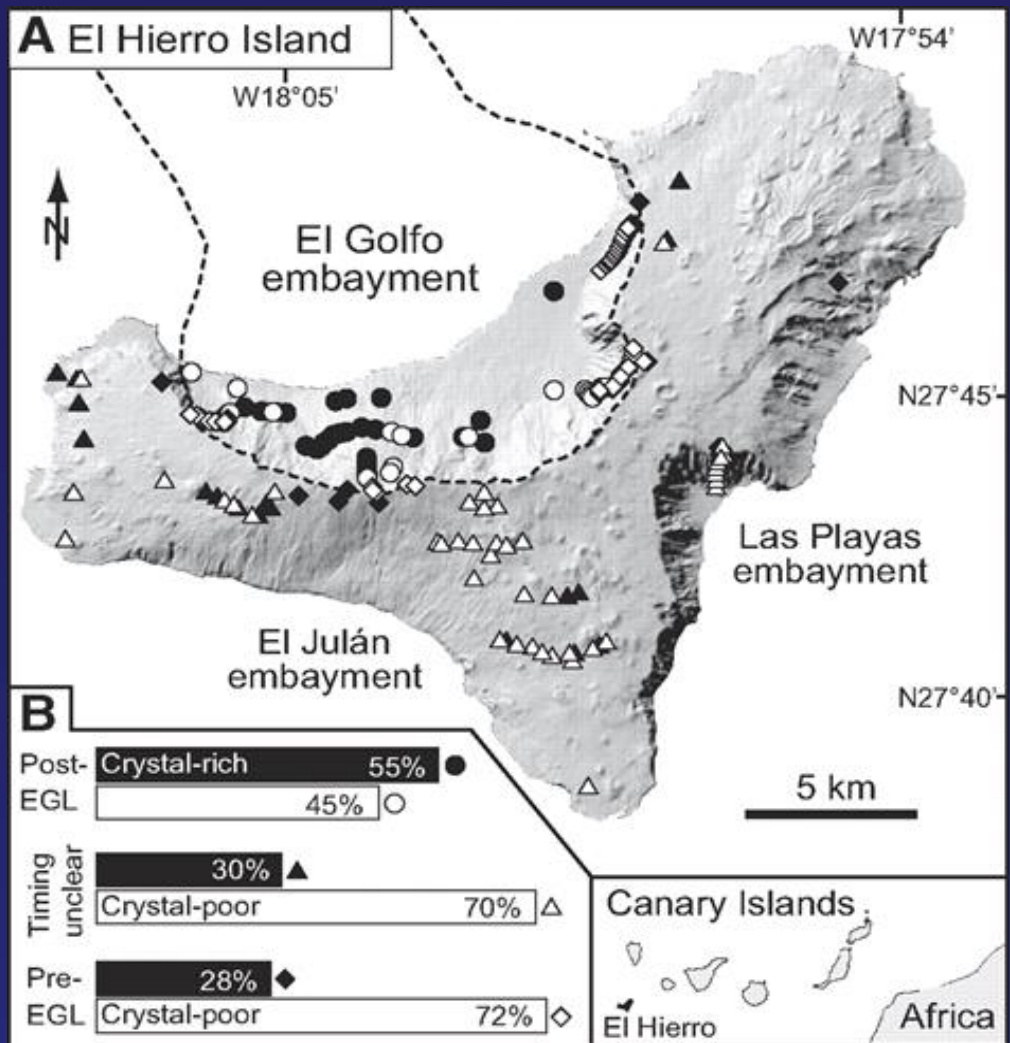 A El Hierro Island
W17°54'
W18°05'
N
El Golfo
embayment
N27°45'
Las Playas
embayment
El Julán
embayment
N27°40'
5 km
B
Post-
EGL
Crystal-rich 55%
45%
Timing
unclear
30%
Crystal-poor 70%
Pre-
EGL
28%
Crystal-poor 72%
Canary Islands
El Hierro
Africa